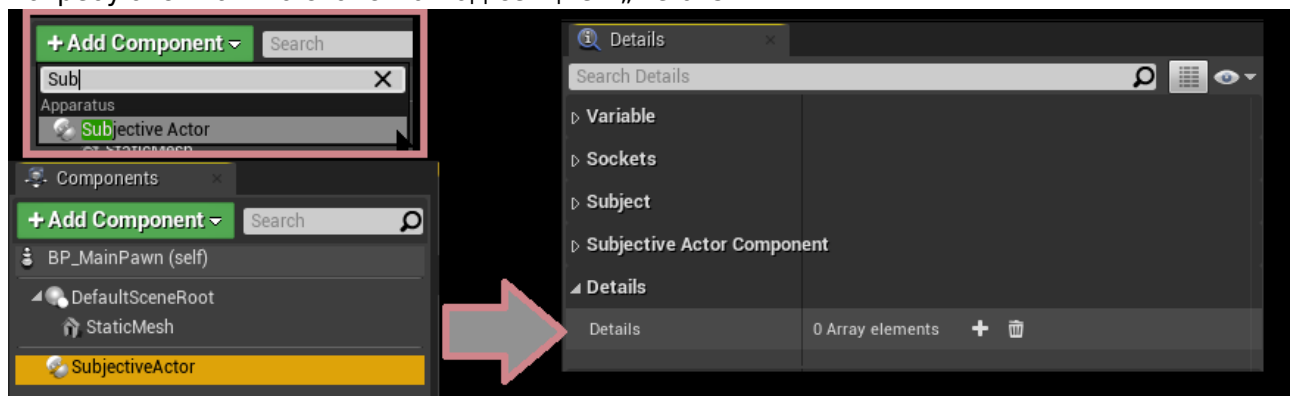 + Add Component
Search
Sub
Apparatus
Subjective Actor
StaticMesh
Components
+ Add Component
Search
BP_MainPawn (self)
DefaultSceneRoot
StaticMesh
SubjectiveActor
Details
Search Details
Variable
Sockets
Subject
Subjective Actor Component
Details
Details
0 Array elements